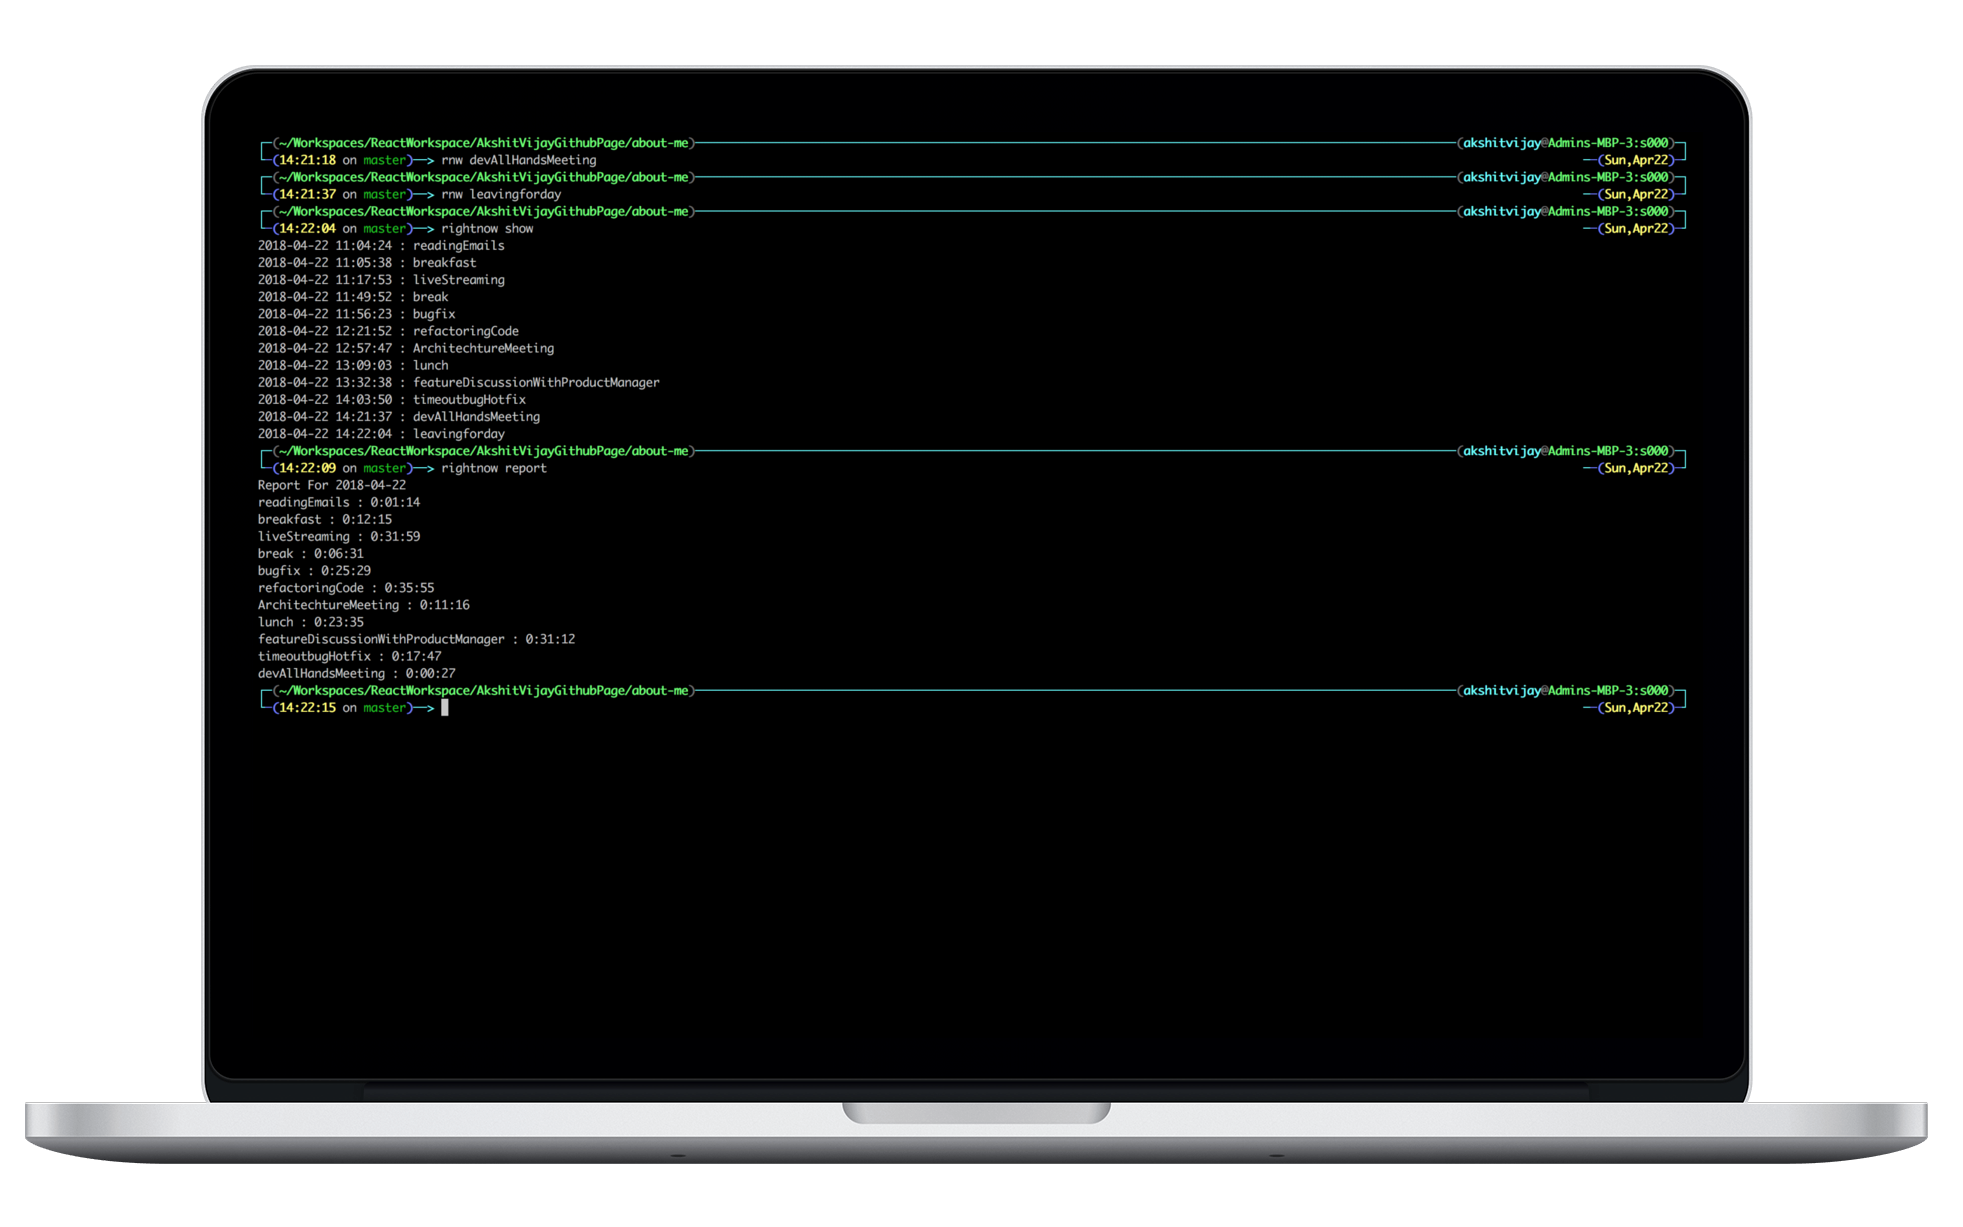 (~/Workspaces/ReactWorkspace/AkshitVijayGithubPage/about-me) (akshitvijay@Admins-MBP-3:s000)
(14:21:18 on master)—> rnw devAllHandsMeeting —(Sun,Apr22)
(~/Workspaces/ReactWorkspace/AkshitVijayGithubPage/about-me) (akshitvijay@Admins-MBP-3:s000)
(14:21:37 on master)—> rnw leavingforday —(Sun,Apr22)
(~/Workspaces/ReactWorkspace/AkshitVijayGithubPage/about-me) (akshitvijay@Admins-MBP-3:s000)
(14:22:04 on master)—> rightnow show —(Sun,Apr22)
2018-04-22 11:04:24 : readingEmails
2018-04-22 11:05:38 : breakfast
2018-04-22 11:17:53 : liveStreaming
2018-04-22 11:49:52 : break
2018-04-22 11:56:23 : bugfix
2018-04-22 12:21:52 : refactoringCode
2018-04-22 12:57:47 : ArchitechtureMeeting
2018-04-22 13:09:03 : lunch
2018-04-22 13:32:38 : featureDiscussionWithProductManager
2018-04-22 14:03:50 : timeoutbugHotfix
2018-04-22 14:21:37 : devAllHandsMeeting
2018-04-22 14:22:04 : leavingforday
(~/Workspaces/ReactWorkspace/AkshitVijayGithubPage/about-me) (akshitvijay@Admins-MBP-3:s000)
(14:22:09 on master)—> rightnow report —(Sun,Apr22)
Report For 2018-04-22
readingEmails : 0:01:14
breakfast : 0:12:15
liveStreaming : 0:31:59
break : 0:06:31
bugfix : 0:25:29
refactoringCode : 0:35:55
ArchitechtureMeeting : 0:11:16
lunch : 0:23:35
featureDiscussionWithProductManager : 0:31:12
timeoutbugHotfix : 0:17:47
devAllHandsMeeting : 0:00:27
(~/Workspaces/ReactWorkspace/AkshitVijayGithubPage/about-me) (akshitvijay@Admins-MBP-3:s000)
(14:22:15 on master)—> —(Sun,Apr22)